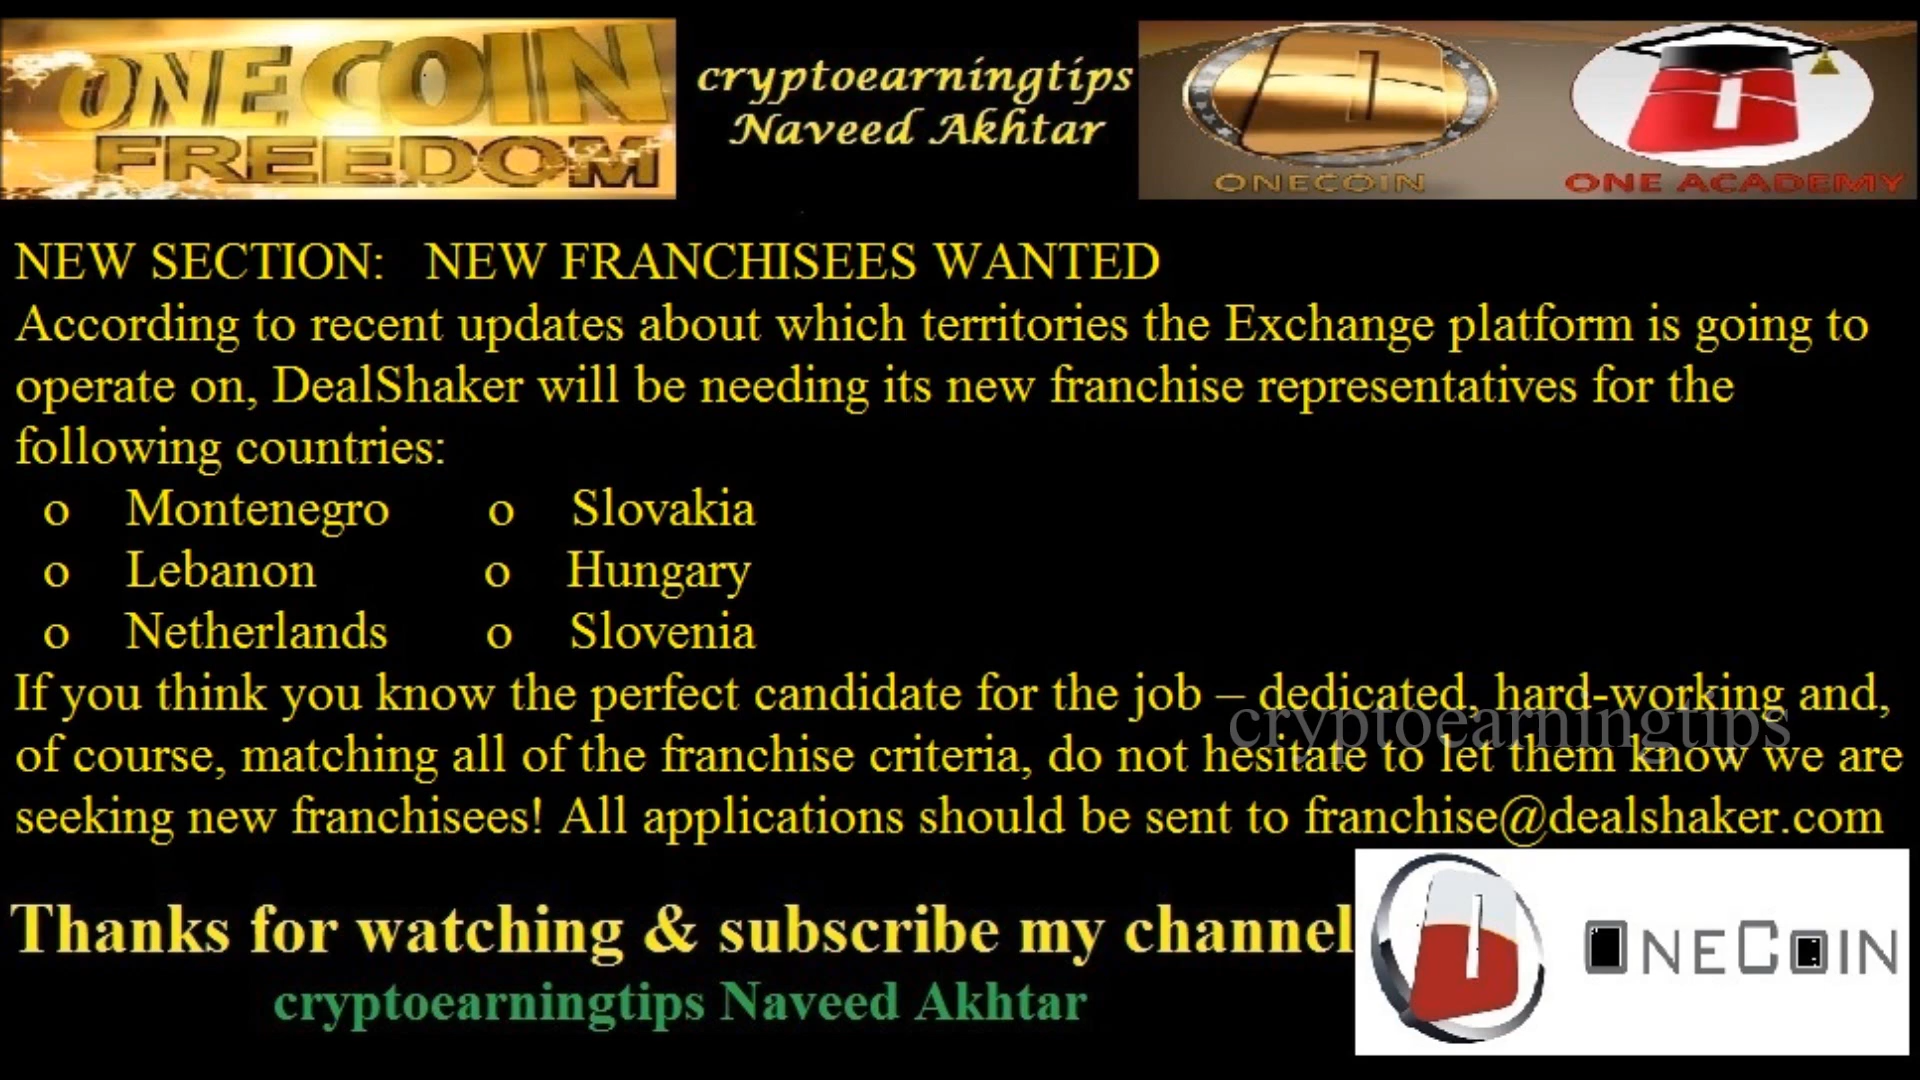 ONE COIN
FREEDOM
cryptoearningtips
Naveed Akhtar
ONECOIN
ONE ACADEMY
NEW SECTION: NEW FRANCHISEES WANTED
According to recent updates about which territories the Exchange platform is going to
operate on, DealShaker will be needing its new franchise representatives for the
following countries:
o Montenegro o Slovakia
o Lebanon o Hungary
o Netherlands o Slovenia
If you think you know the perfect candidate for the job – dedicated, hard-working and,
cryptoearningtips
of course, matching all of the franchise criteria, do not hesitate to let them know we are
seeking new franchisees! All applications should be sent to franchise@dealshaker.com
Thanks for watching & subscribe my channel
cryptoearningtips Naveed Akhtar
ONECOIN